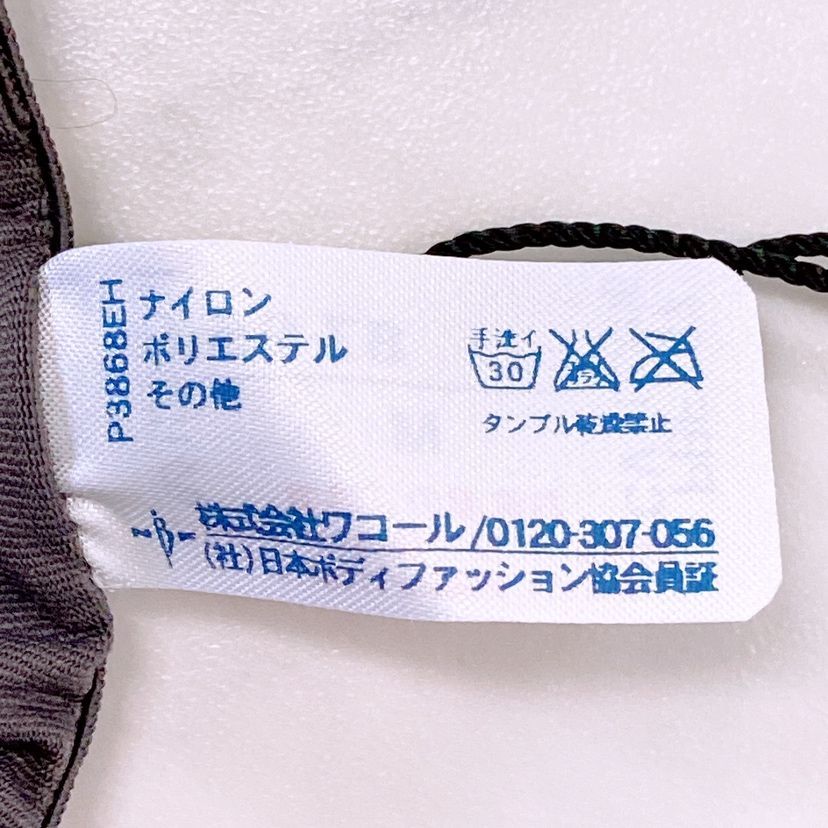 P3868EH
ナイロン
ポリエステル
その他
手洗イ
30
タンブル乾燥禁止
株式会社ワコール/0120-307-056
(社)日本ボディファッション協会員証